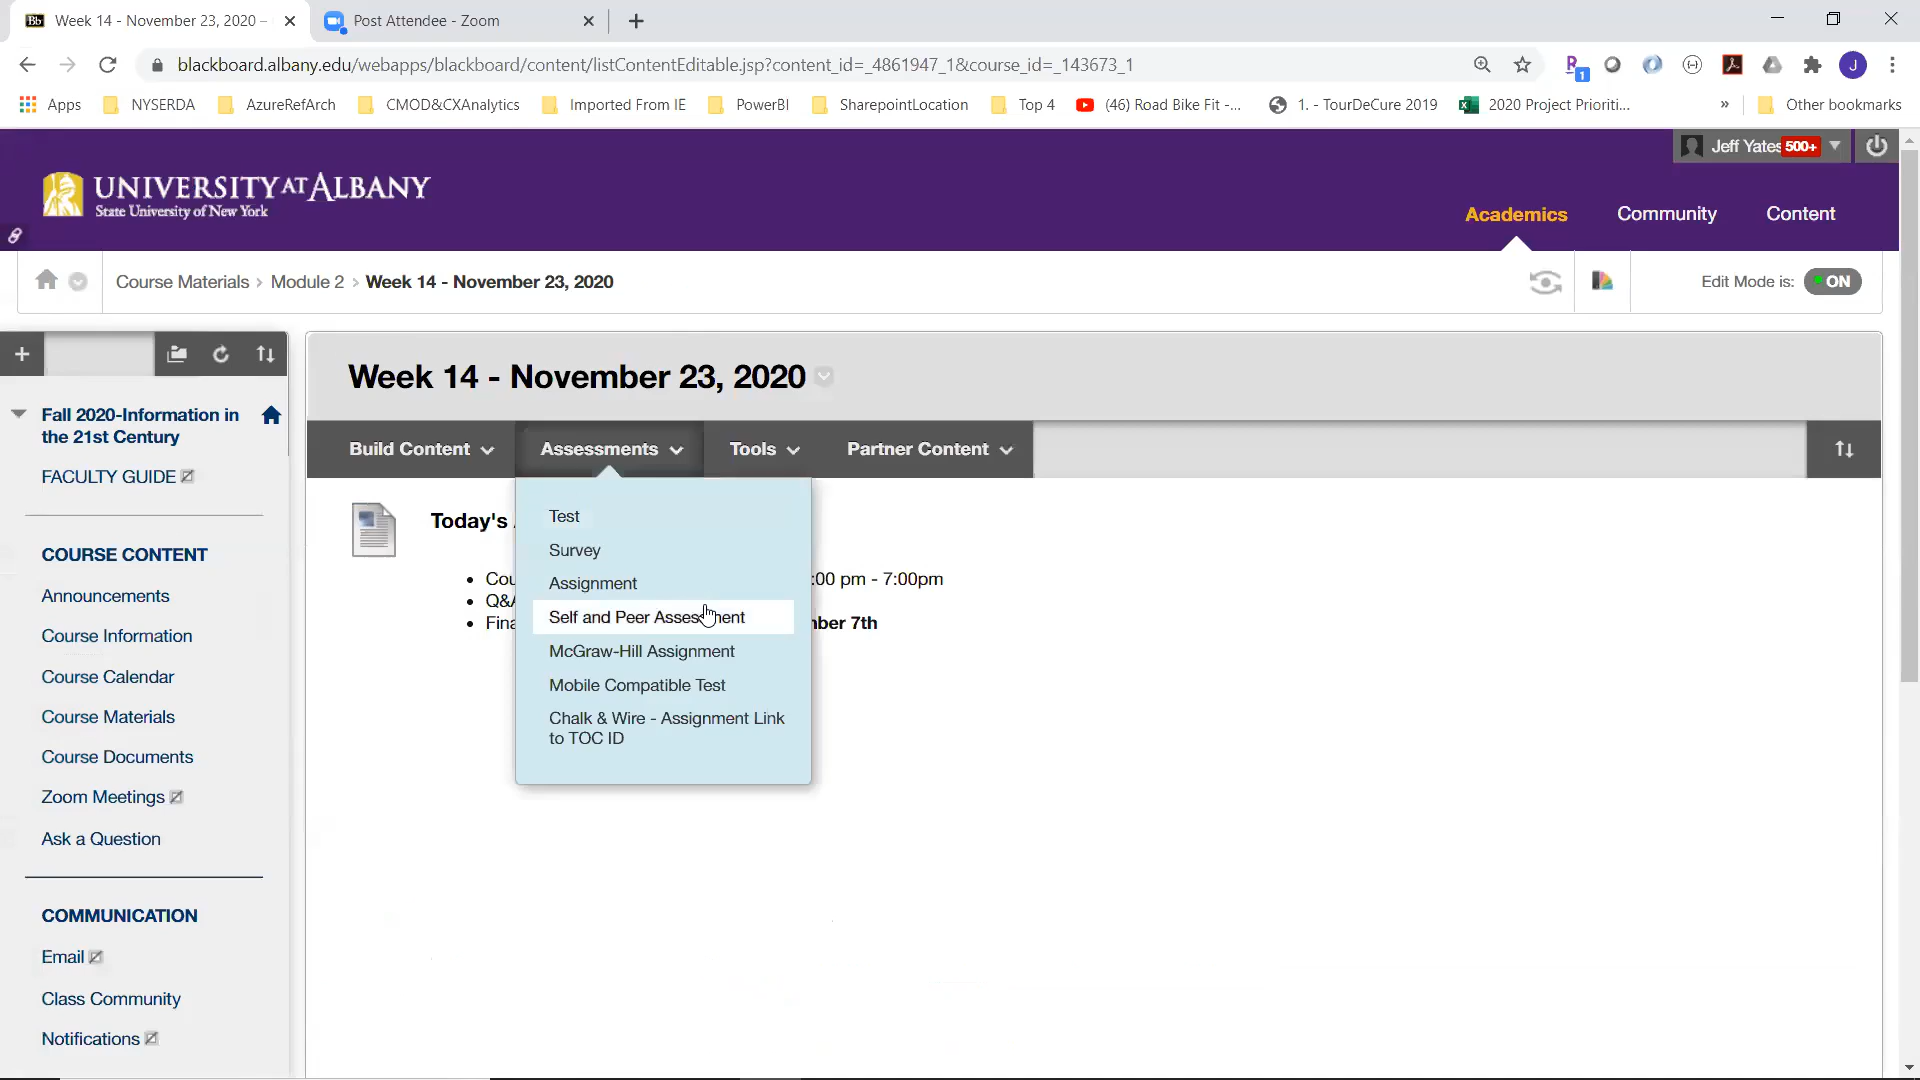 Week 14 - November 23, 2020 –
Post Attendee - Zoom
blackboard.albany.edu/webapps/blackboard/content/listContentEditable.jsp?content_id=_4861947_1&course_id=_143673_1
1
J
Apps
NYSERDA
AzureRefArch
CMOD&CXAnalytics
Imported From IE
PowerBI
SharepointLocation
Top 4
(46) Road Bike Fit -...
1. - TourDeCure 2019
2020 Project Prioriti...
»
Other bookmarks
Jeff Yates 500+
UNIVERSITY AT ALBANY
State University of New York
Academics
Community
Content
Course Materials > Module 2 > Week 14 - November 23, 2020
Edit Mode is: ON
Fall 2020-Information in
the 21st Century
FACULTY GUIDE
COURSE CONTENT
Announcements
Course Information
Course Calendar
Course Materials
Course Documents
Zoom Meetings
Ask a Question
COMMUNICATION
Email
Class Community
Notifications
Week 14 - November 23, 2020
Build Content
Assessments
Tools
Partner Content
Test
Survey
Assignment
Self and Peer Assessment
McGraw-Hill Assignment
Mobile Compatible Test
Chalk & Wire - Assignment Link
to TOC ID
Today's
Cou :00 pm - 7:00pm
Q&A
Fina mber 7th